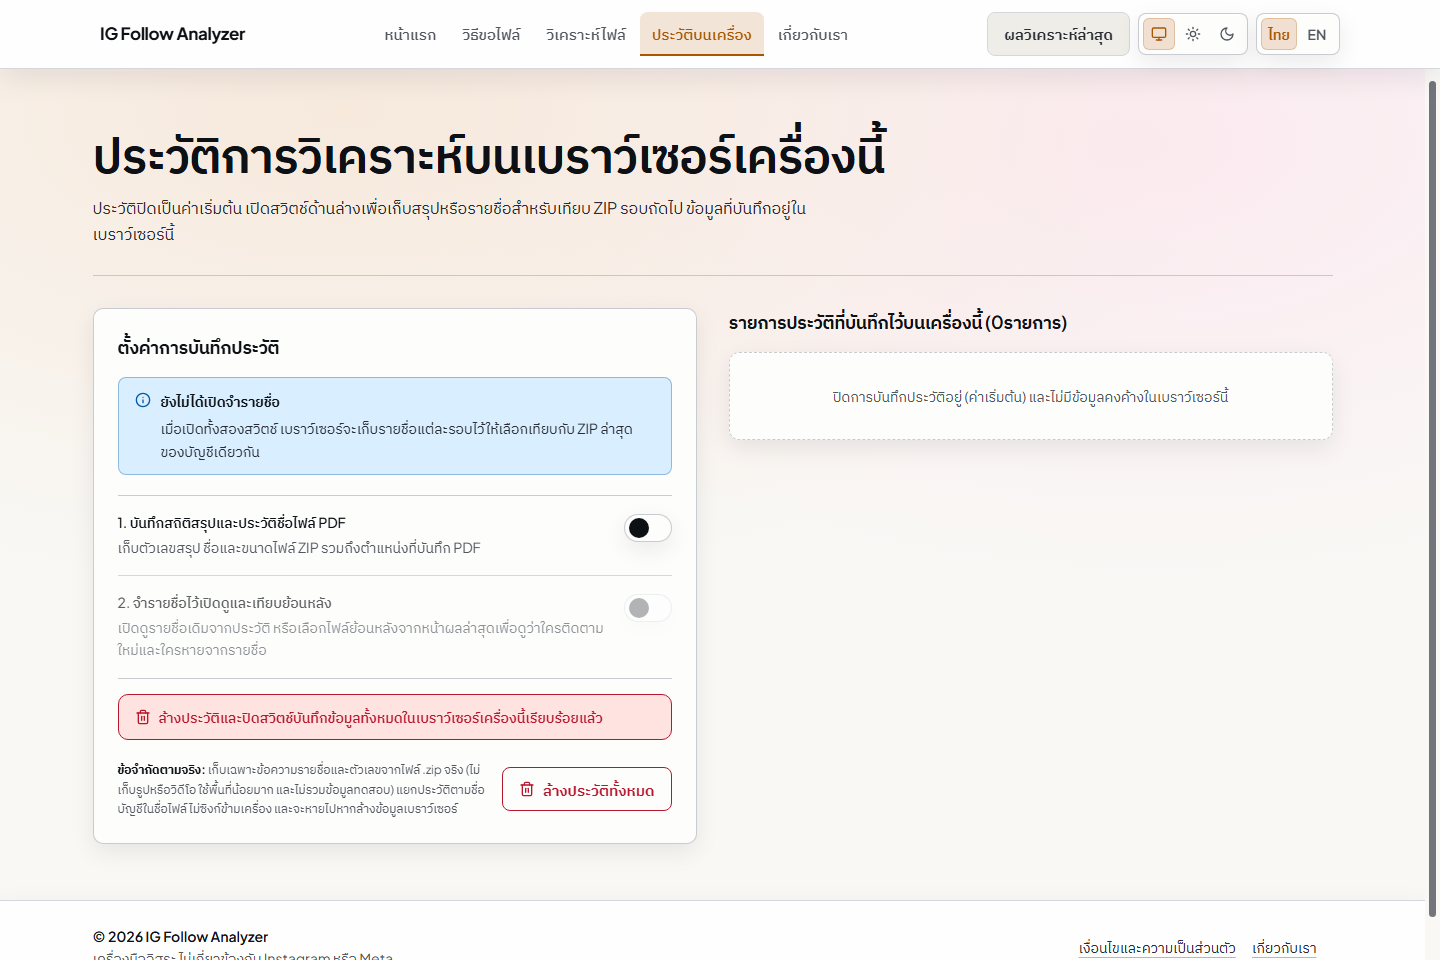 IG Follow Analyzer
หน้าแรก
วิธีขอไฟล์
วิเคราะห์ไฟล์
ประวัติบนเครื่อง
เกี่ยวกับเรา
ผลวิเคราะห์ล่าสุด
ไทย
EN
ประวัติการวิเคราะห์บนเบราว์เซอร์เครื่องนี้
ประวัติปิดเป็นค่าเริ่มต้น เปิดสวิตช์ด้านล่างเพื่อเก็บสรุปหรือรายชื่อสำหรับเทียบ ZIP รอบถัดไป ข้อมูลที่บันทึกอยู่ใน
เบราว์เซอร์นี้
ตั้งค่าการบันทึกประวัติ
ยังไม่ได้เปิดจำรายชื่อ
เมื่อเปิดทั้งสองสวิตช์ เบราว์เซอร์จะเก็บรายชื่อแต่ละรอบไว้ให้เลือกเทียบกับ ZIP ล่าสุด
ของบัญชีเดียวกัน
1. บันทึกสถิติสรุปและประวัติชื่อไฟล์ PDF
เก็บตัวเลขสรุป ชื่อและขนาดไฟล์ ZIP รวมถึงตำแหน่งที่บันทึก PDF
2. จำรายชื่อไว้เปิดดูและเทียบย้อนหลัง
เปิดดูรายชื่อเดิมจากประวัติ หรือเลือกไฟล์ย้อนหลังจากหน้าผลล่าสุดเพื่อดูว่าใครติดตาม
ใหม่และใครหายจากรายชื่อ
ล้างประวัติและปิดสวิตช์บันทึกข้อมูลทั้งหมดในเบราว์เซอร์เครื่องนี้เรียบร้อยแล้ว
ข้อจำกัดตามจริง: เก็บเฉพาะข้อความรายชื่อและตัวเลขจากไฟล์ .zip จริง (ไม่
เก็บรูปหรือวิดีโอ ใช้พื้นที่น้อยมาก และไม่รวมข้อมูลทดสอบ) แยกประวัติตามชื่อ
บัญชีในชื่อไฟล์ ไม่ซิงก์ข้ามเครื่อง และจะหายไปหากล้างข้อมูลเบราว์เซอร์
ล้างประวัติทั้งหมด
รายการประวัติที่บันทึกไว้บนเครื่องนี้ (0รายการ)
ปิดการบันทึกประวัติอยู่ (ค่าเริ่มต้น) และไม่มีข้อมูลคงค้างในเบราว์เซอร์นี้
© 2026 IG Follow Analyzer
เครื่องมืออิสระ ไม่เกี่ยวข้องกับ Instagram หรือ Meta
เงื่อนไขและความเป็นส่วนตัว
เกี่ยวกับเรา